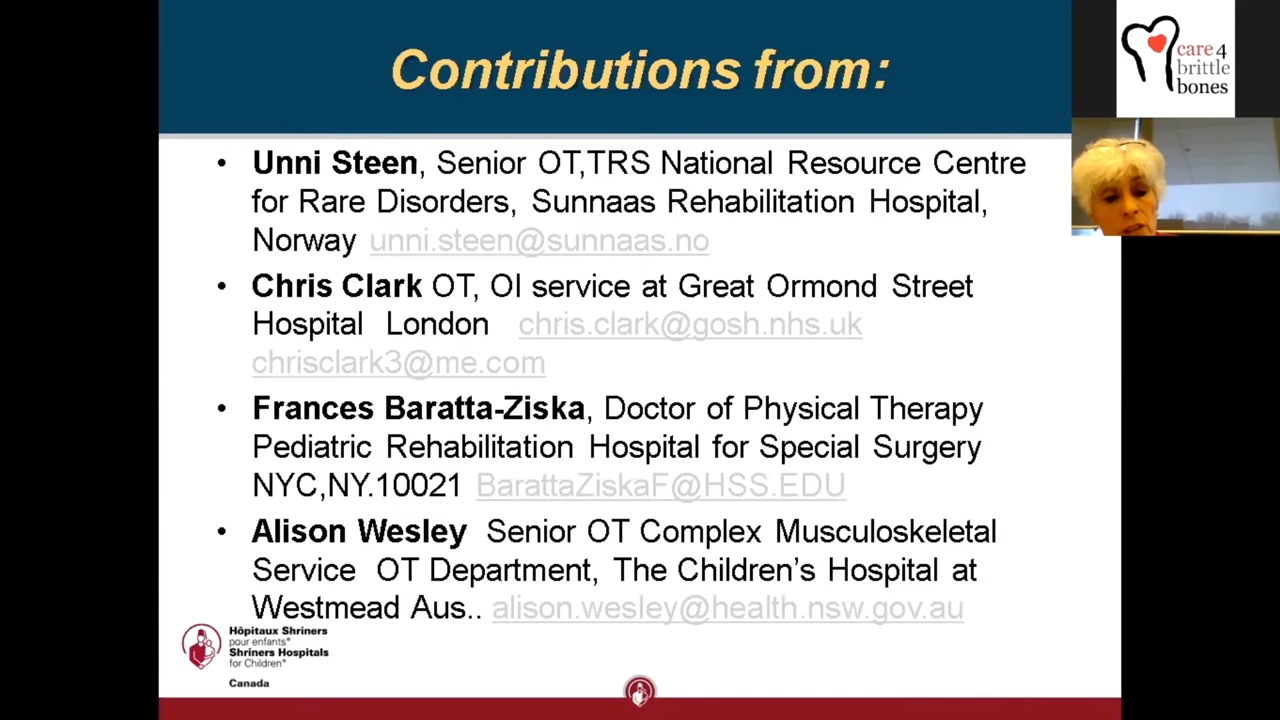 Contributions from:
care 4
brittle
bones
• Unni Steen, Senior OT,TRS National Resource Centre
for Rare Disorders, Sunnaas Rehabilitation Hospital,
Norway unni.steen@sunnaas.no
• Chris Clark OT, OI service at Great Ormond Street
Hospital London chris.clark@gosh.nhs.uk
chrisclark3@me.com
• Frances Baratta-Ziska, Doctor of Physical Therapy
Pediatric Rehabilitation Hospital for Special Surgery
NYC,NY.10021 BarattaZiskaF@HSS.EDU
• Alison Wesley Senior OT Complex Musculoskeletal
Service OT Department, The Children's Hospital at
Westmead Aus.. alison.wesley@health.nsw.gov.au
Hôpitaux Shriners
pour enfants®
Shriners Hospitals
for Children®
Canada